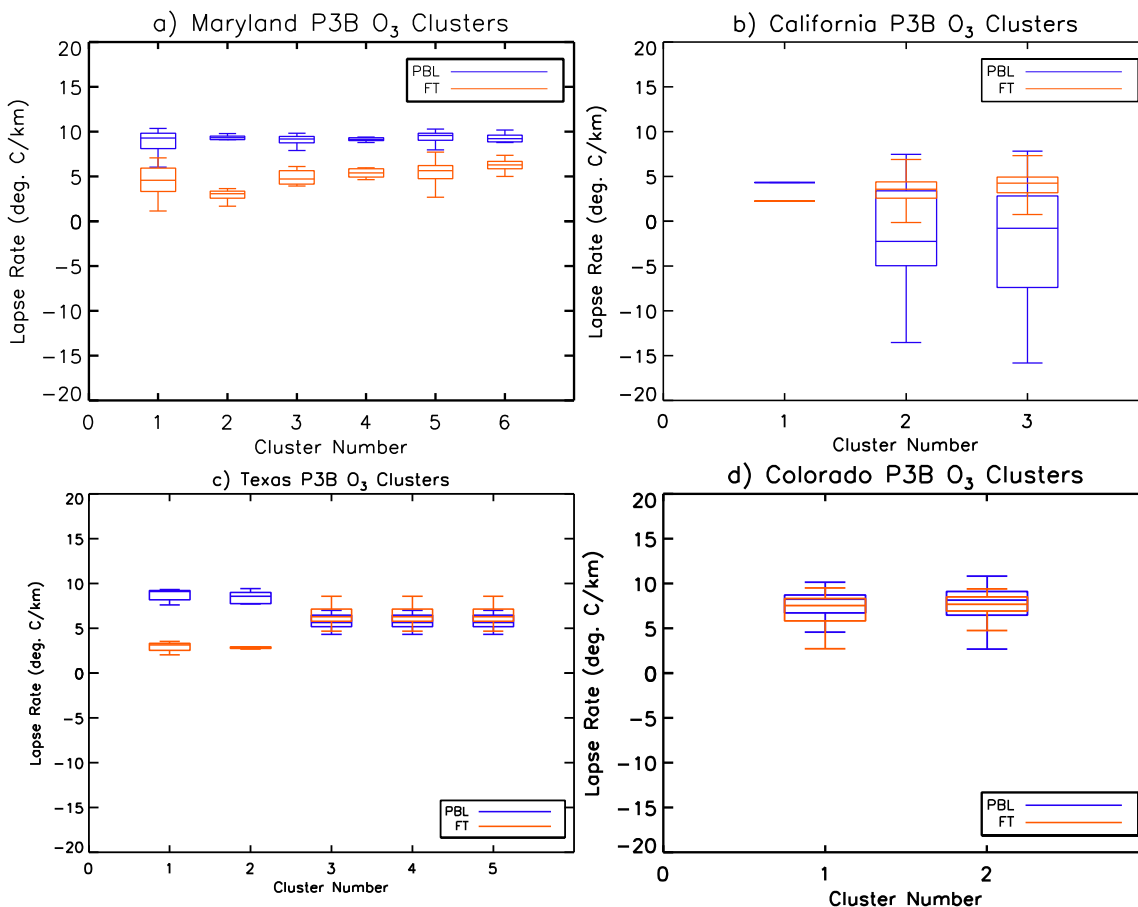 a) Maryland P3B O₃ Clusters
20
15
10
5
0
−5
−10
−15
−20
Lapse Rate (deg. C/km)
PBL
FT
0 1 2 3 4 5 6
Cluster Number
b) California P3B O₃ Clusters
20
15
10
5
0
−5
−10
−15
−20
Lapse Rate (deg. C/km)
PBL
FT
0 1 2 3
Cluster Number
c) Texas P3B O₃ Clusters
20
15
10
5
0
−5
−10
−15
−20
Lapse Rate (deg. C/km)
PBL
FT
0 1 2 3 4 5
Cluster Number
d) Colorado P3B O₃ Clusters
20
15
10
5
0
−5
−10
−15
−20
Lapse Rate (deg. C/km)
PBL
FT
0 1 2
Cluster Number